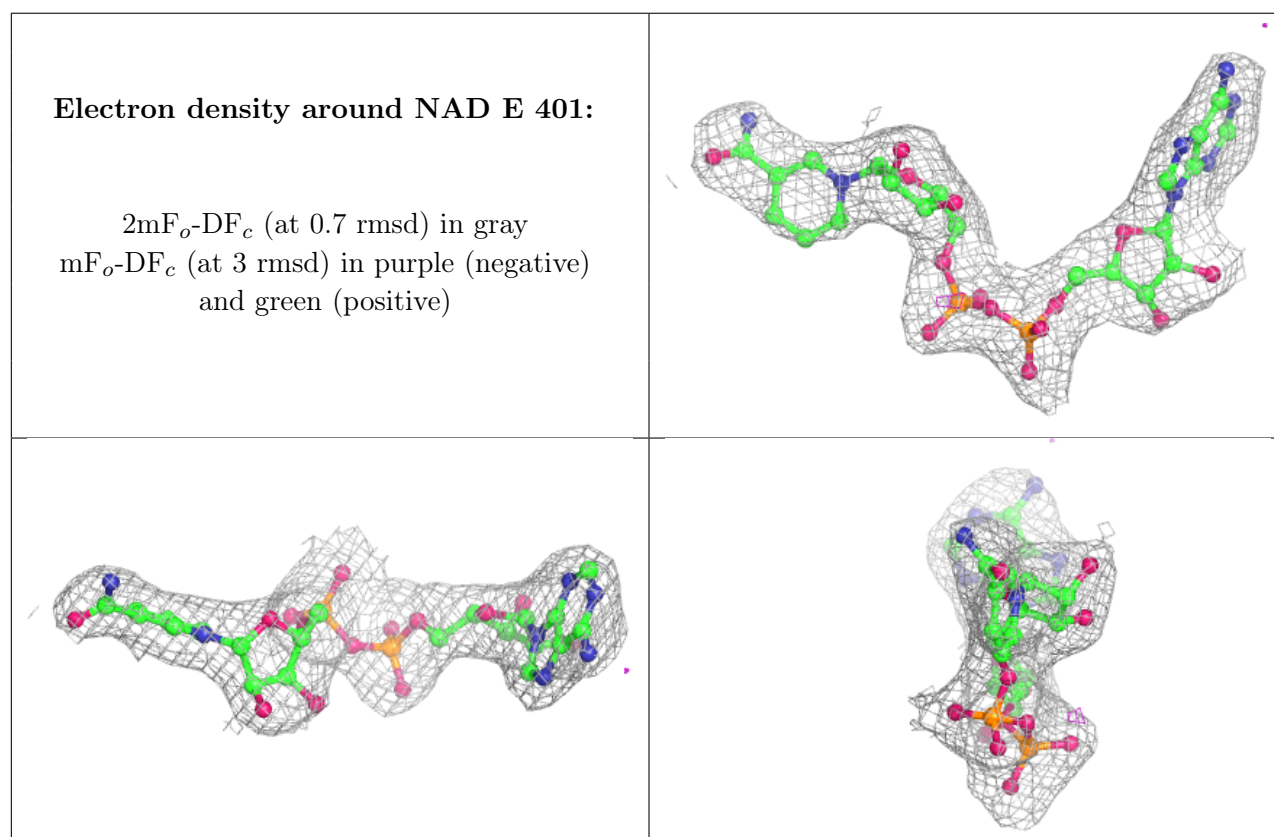 Electron density around NAD E 401:
2mFo-DFc (at 0.7 rmsd) in gray
mFo-DFc (at 3 rmsd) in purple (negative)
and green (positive)